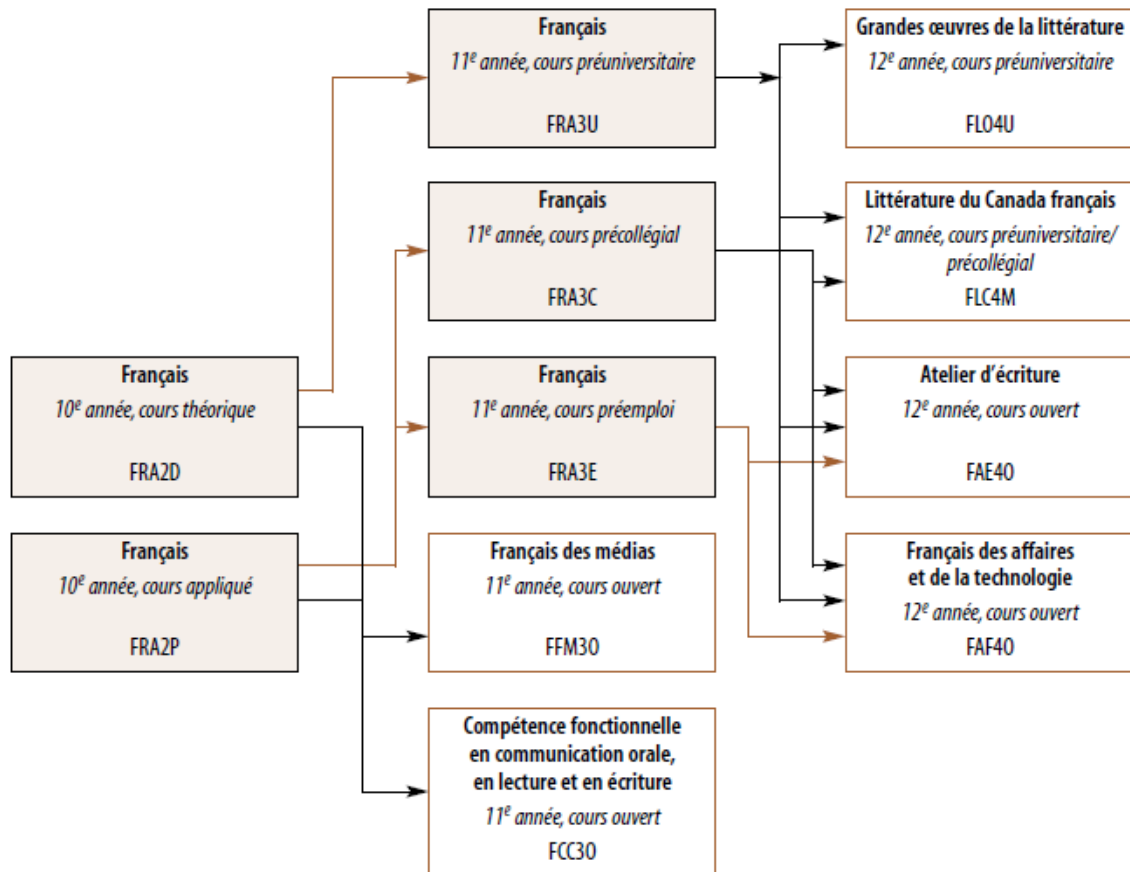 Français
11e année, cours préuniversitaire
FRA3U
Grandes œuvres de la littérature
12e année, cours préuniversitaire
FLO4U
Français
11e année, cours précollégial
FRA3C
Littérature du Canada français
12e année, cours préuniversitaire/
précollégial
FLC4M
Français
10e année, cours théorique
FRA2D
Français
11e année, cours préemploi
FRA3E
Atelier d’écriture
12e année, cours ouvert
FAE4O
Français
10e année, cours appliqué
FRA2P
Français des médias
11e année, cours ouvert
FFM3O
Français des affaires
et de la technologie
12e année, cours ouvert
FAF4O
Compétence fonctionnelle
en communication orale,
en lecture et en écriture
11e année, cours ouvert
FCC3O